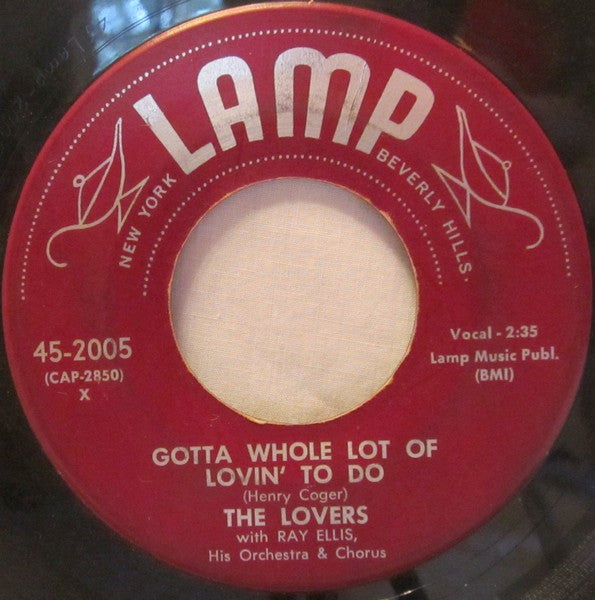 LAMP
NEW YORK
BEVERLY HILLS.
45-2005
(CAP-2850)
X
Vocal - 2:35
Lamp Music Publ.
(BMI)
GOTTA WHOLE LOT OF
LOVIN' TO DO
(Henry Coger)
THE LOVERS
with RAY ELLIS,
His Orchestra & Chorus